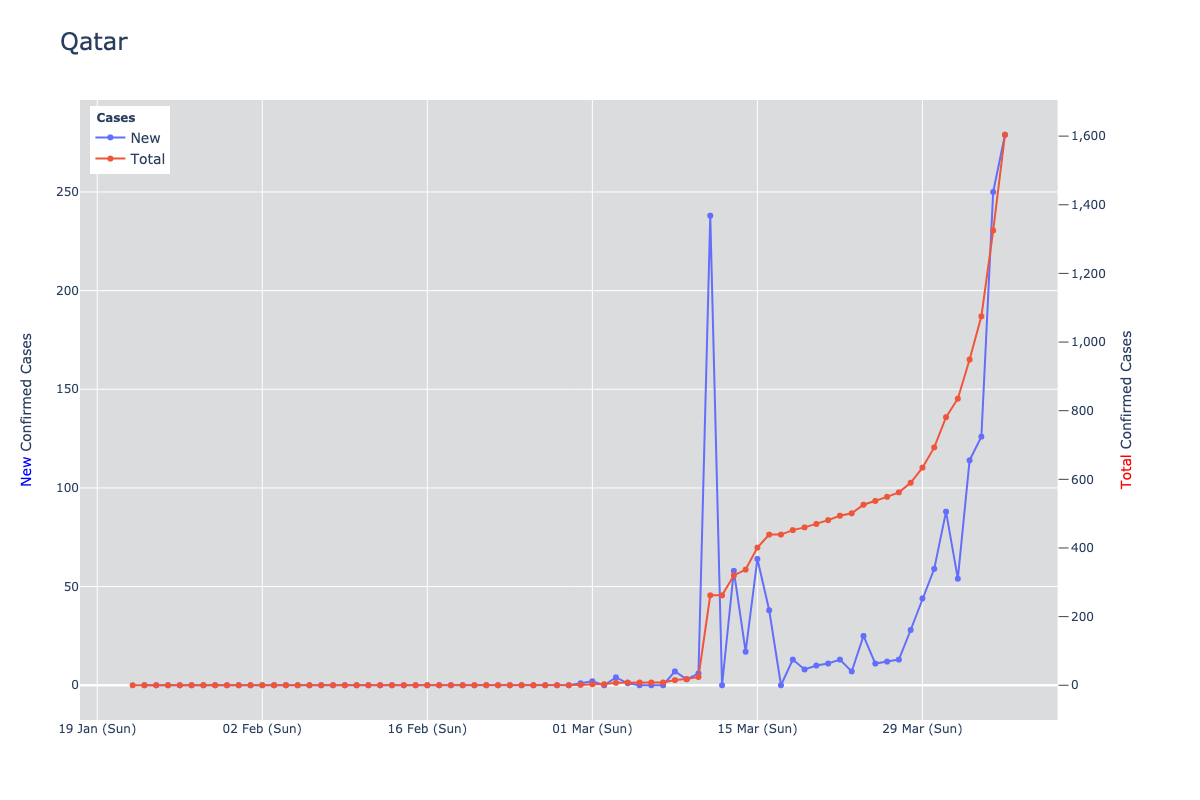 Qatar
Cases
New
Total
250
200
150
100
50
0
1,600
1,400
1,200
1,000
800
600
400
200
0
New Confirmed Cases
Total Confirmed Cases
19 Jan (Sun)
02 Feb (Sun)
16 Feb (Sun)
01 Mar (Sun)
15 Mar (Sun)
29 Mar (Sun)